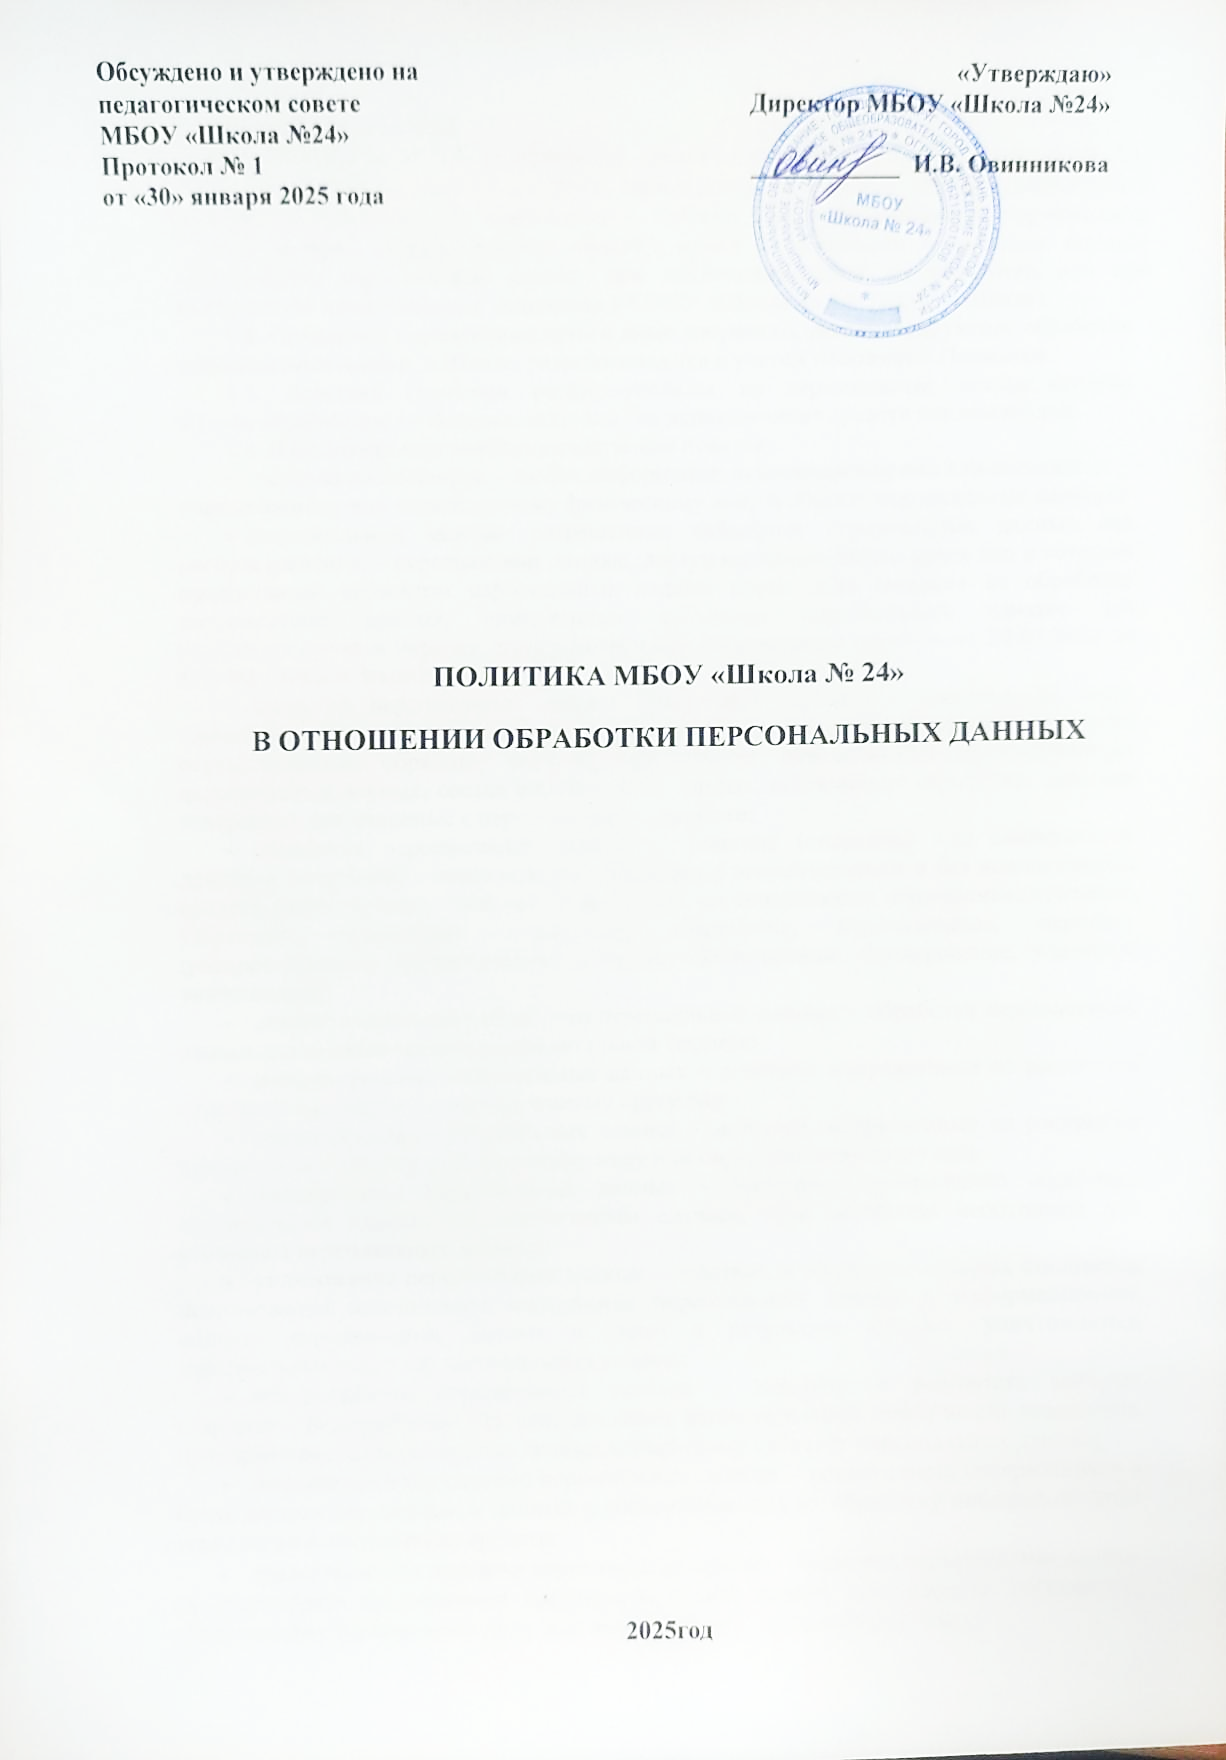 Обсуждено и утверждено на
педагогическом совете
МБОУ «Школа №24»
Протокол № 1
от «30» января 2025 года
«Утверждаю»
Директор МБОУ «Школа №24»
И.В. Овинникова
МБОУ
«Школа № 24»
ПОЛИТИКА МБОУ «Школа № 24»
В ОТНОШЕНИИ ОБРАБОТКИ ПЕРСОНАЛЬНЫХ ДАННЫХ
2025год